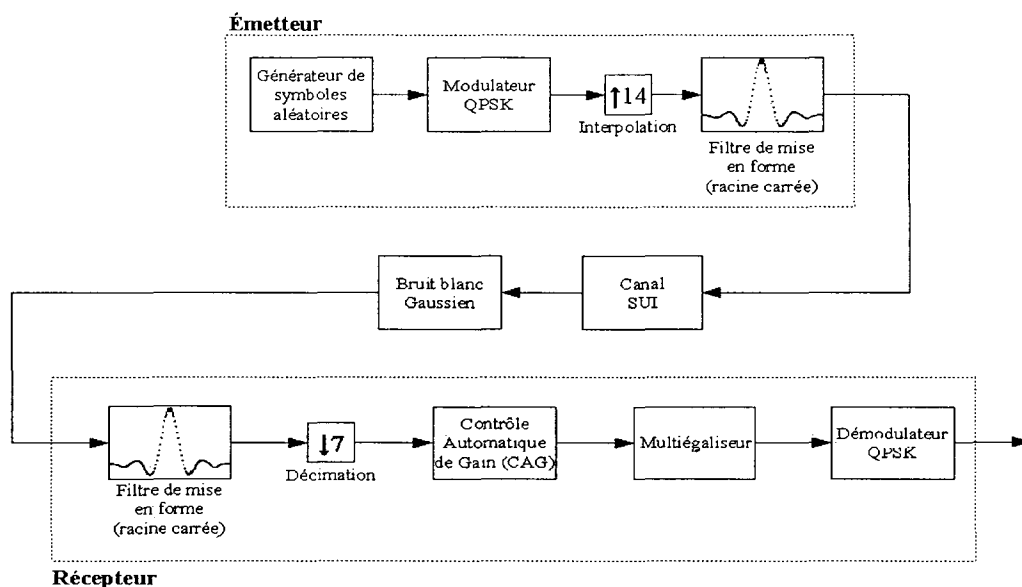 Émetteur
Générateur de
symboles
aléatoires
Modulateur
QPSK
↑14
Interpolation
Filtre de mise
en forme
(racine carrée)
Bruit blanc
Gaussien
Canal
SUI
Filtre de mise
en forme
(racine carrée)
↓7
Décimation
Contrôle
Automatique
de Gain (CAG)
Multiégaliseur
Démodulateur
QPSK
Récepteur